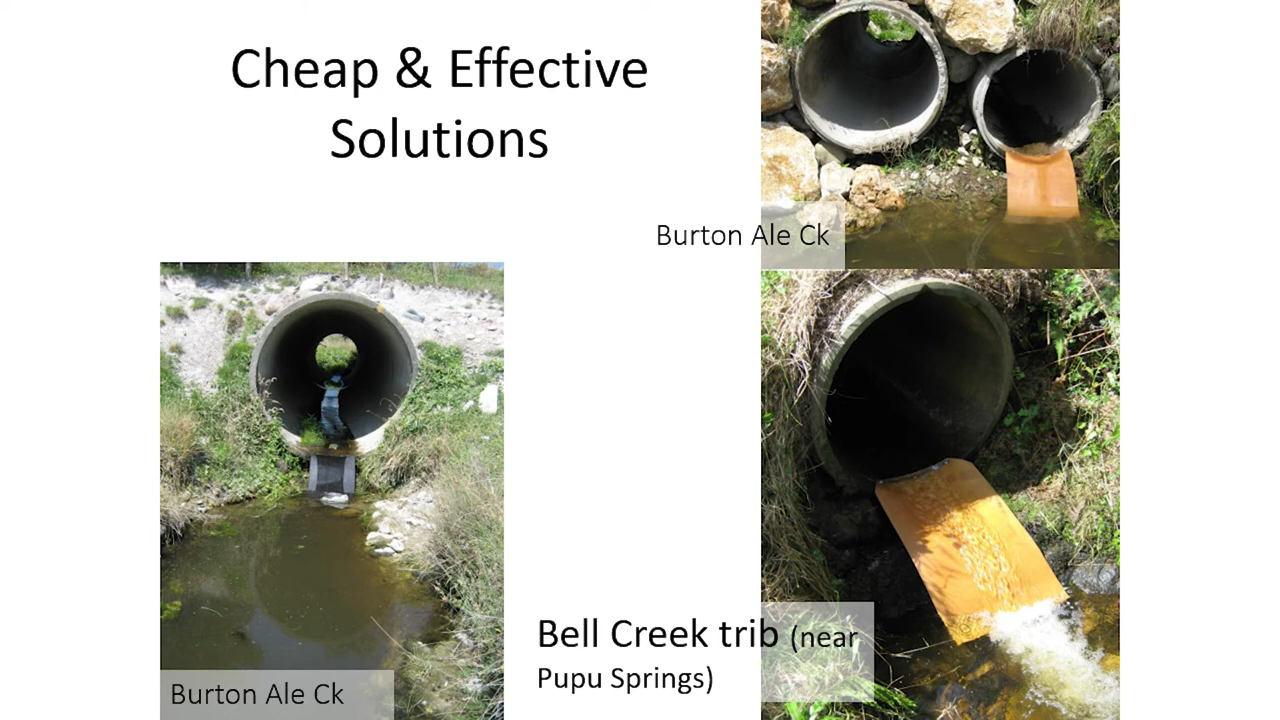 Cheap & Effective
Solutions
Burton Ale Ck
Burton Ale Ck
Bell Creek trib (near
Pupu Springs)